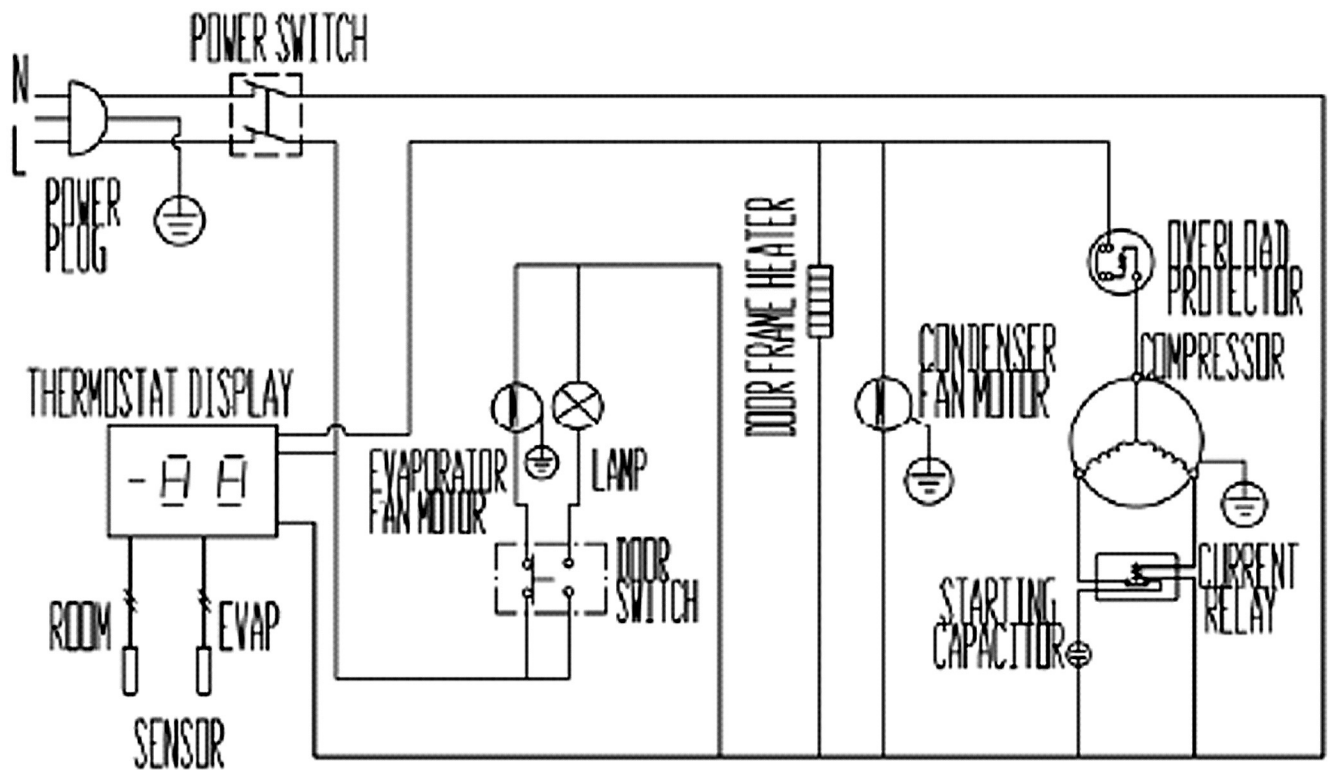 POWER SWITCH
N
L
POWER
PLUG
OVERLOAD
PROTECTOR
DOOR FRAME HEATER
CONDENSER
FAN MOTOR
COMPRESSOR
THERMOSTAT DISPLAY
-88
EVAPORATOR
FAN MOTOR
LAMP
DOOR
SWITCH
CURRENT
RELAY
STARTING
CAPACITOR
ROOM
EVAP
SENSOR